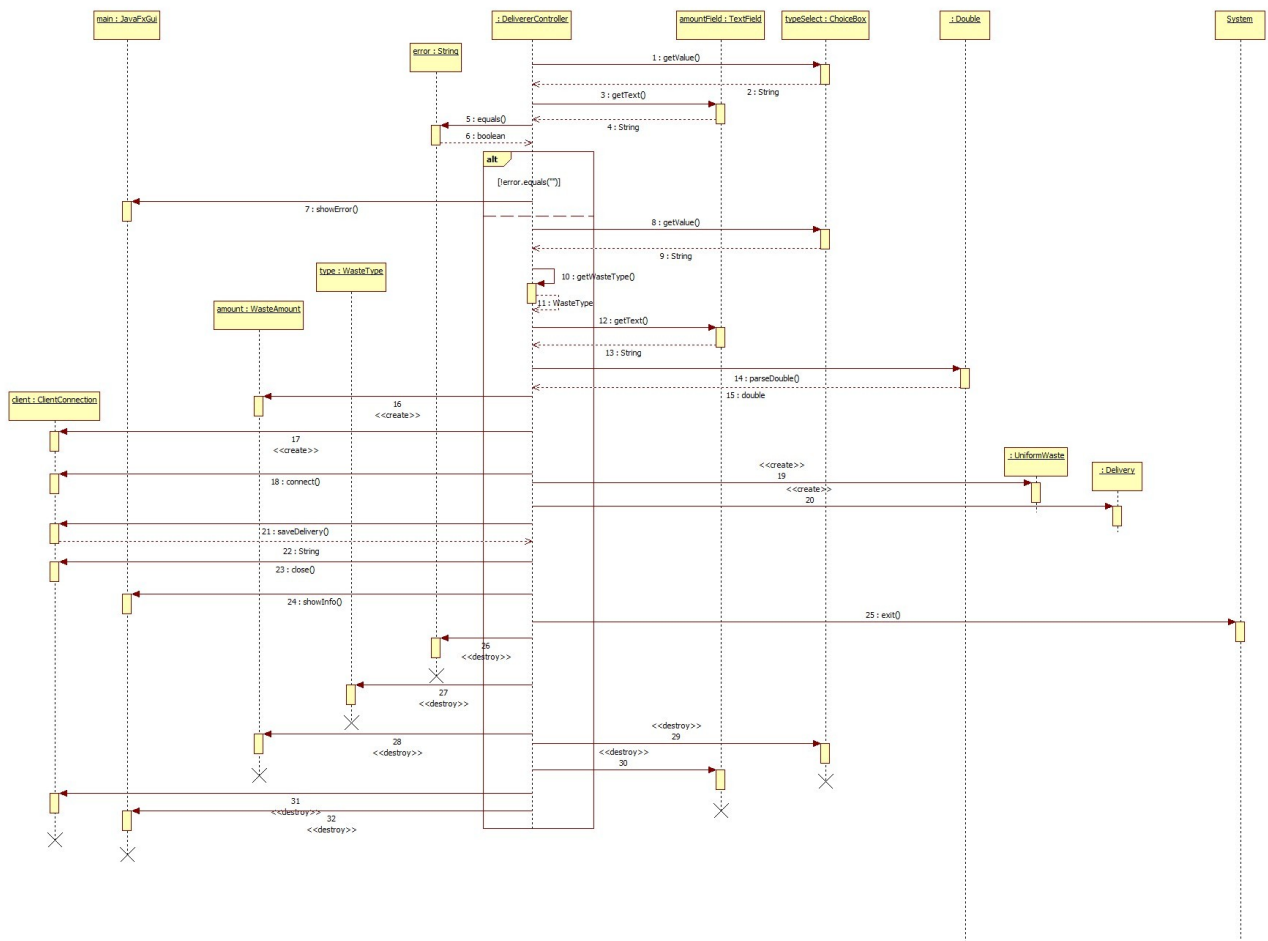 main : JavaFxGui
: DelivererController
amountField : TextField
typeSelect : ChoiceBox
: Double
System
error : String
1 : getValue()
2 : String
3 : getText()
4 : String
5 : equals()
6 : boolean
alt
[!error.equals("")]
7 : showError()
8 : getValue()
9 : String
type : WasteType
10 : getWasteType()
11 : WasteType
amount : WasteAmount
12 : getText()
13 : String
14 : parseDouble()
15 : double
client : ClientConnection
16
<<create>>
17
<<create>>
: UniformWaste
: Delivery
18 : connect()
<<create>>
19
<<create>>
20
21 : saveDelivery()
22 : String
23 : close()
24 : showInfo()
25 : exit()
26
<<destroy>>
27
<<destroy>>
28
<<destroy>>
<<destroy>>
29
<<destroy>>
30
31
<<destroy>>
32
<<destroy>>